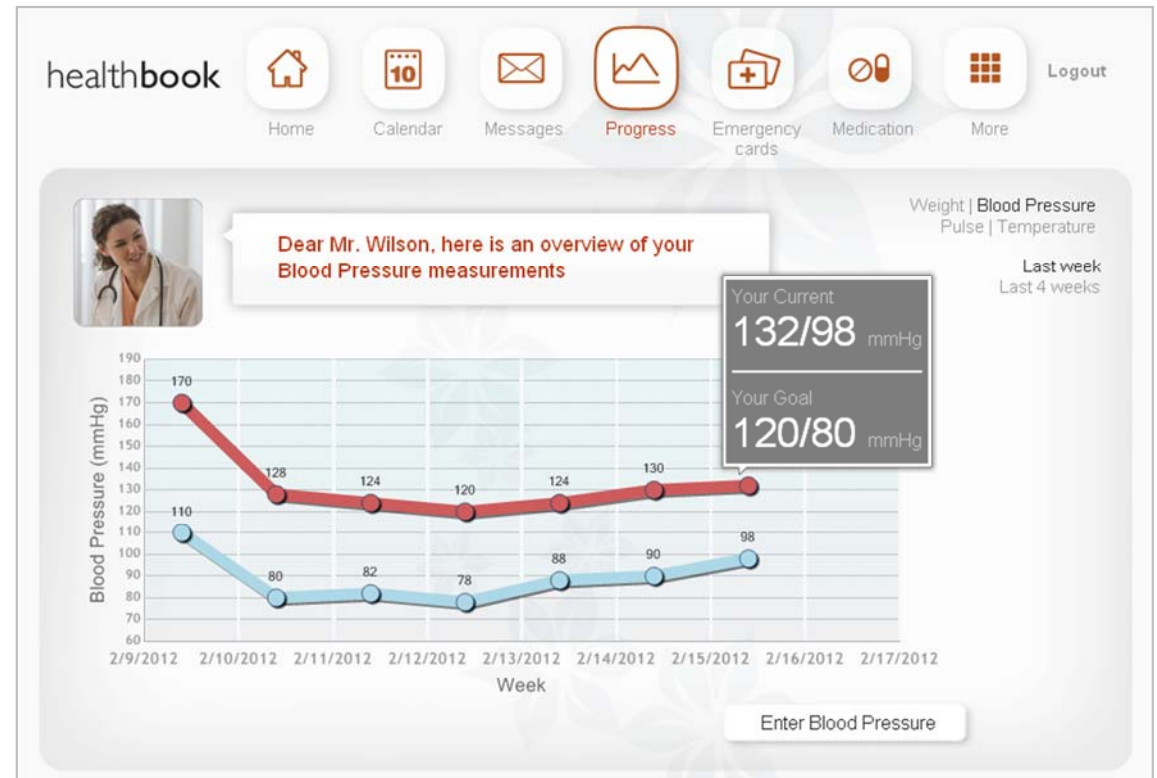 healthbook
10
Logout
Home
Calendar
Messages
Progress
Emergency
cards
Medication
More
Dear Mr. Wilson, here is an overview of your
Blood Pressure measurements
Weight | Blood Pressure
Pulse | Temperature
Last week
Last 4 weeks
Your Current
132/98 mmHg
Your Goal
120/80 mmHg
Blood Pressure (mmHg)
190
180
170
160
150
140
130
120
110
100
90
80
70
60
170
128
124
120
124
130
110
80
82
78
88
90
98
2/9/2012 2/10/2012 2/11/2012 2/12/2012 2/13/2012 2/14/2012 2/15/2012 2/16/2012 2/17/2012
Week
Enter Blood Pressure